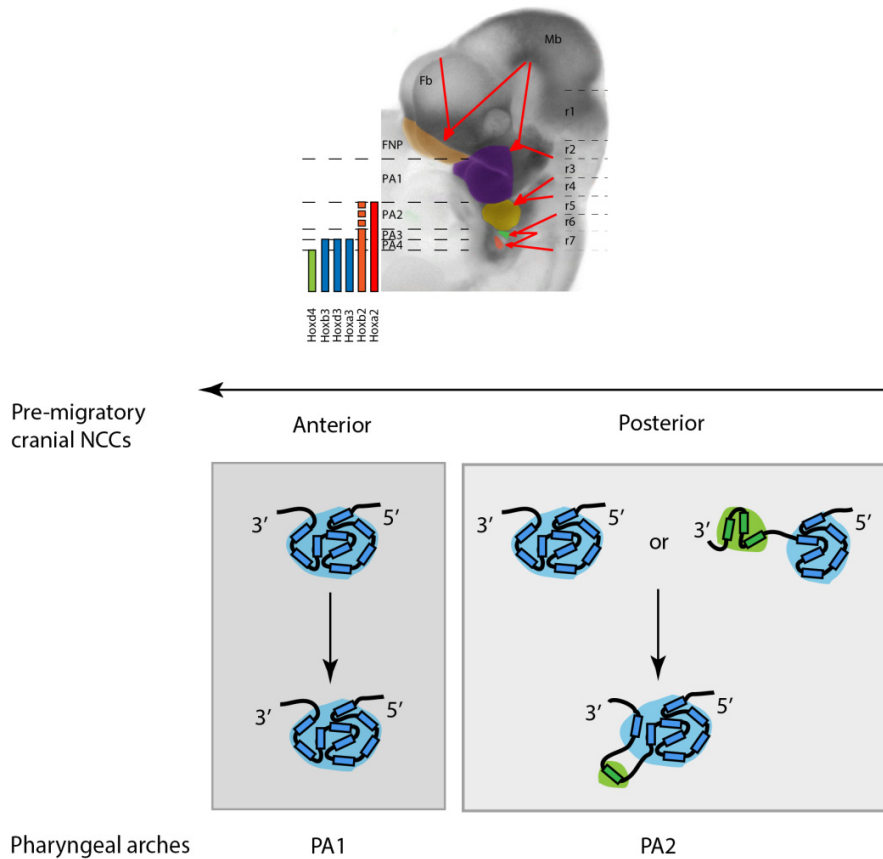 Mb
Fb
r1
FNP
r2
r3
PA1
r4
r5
PA2
r6
PA3
r7
PA4
Hoxd4
Hoxb3
Hoxd3
Hoxa3
Hoxb2
Hoxa2
Pre-migratory
cranial NCCs
Anterior
Posterior
3′
5′
3′
5′
or
3′
5′
3′
5′
3′
5′
Pharyngeal arches
PA1
PA2